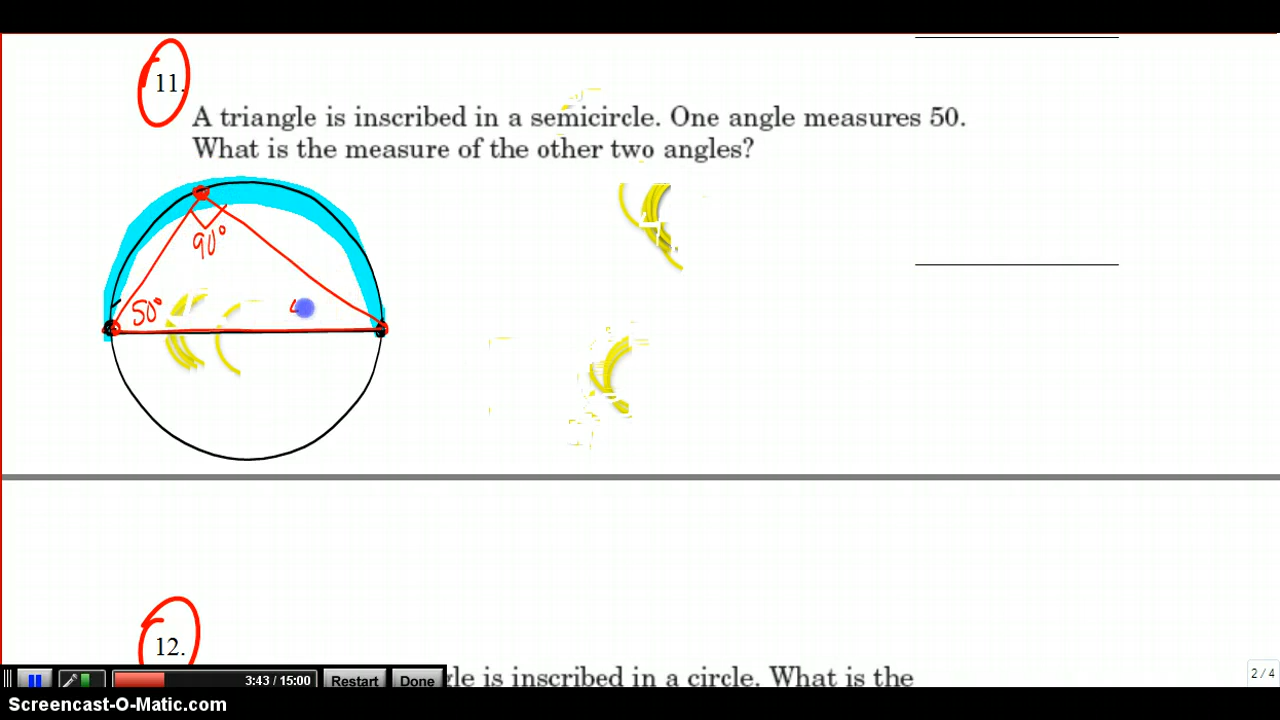 11.
A triangle is inscribed in a semicircle. One angle measures 50.
What is the measure of the other two angles?
90°
50°
12.
gle is inscribed in a circle. What is the
3:43 / 15:00
Restart
Done
2 / 4
Screencast-O-Matic.com